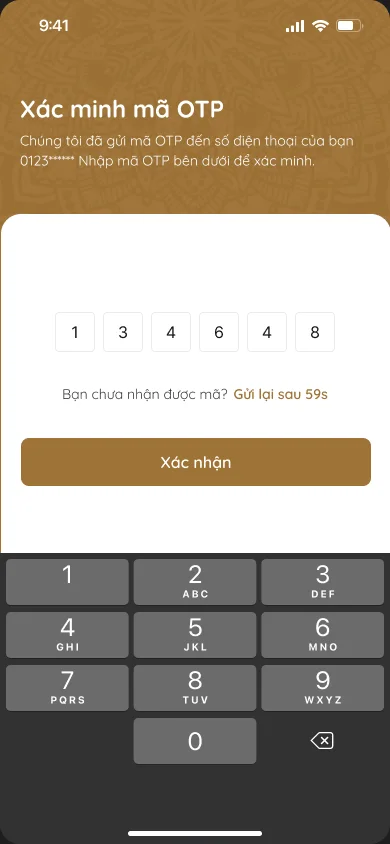 9:41
Xác minh mã OTP
Chúng tôi đã gửi mã OTP đến số điện thoại của bạn
0123****** Nhập mã OTP bên dưới để xác minh.
1 3 4 6 4 8
Bạn chưa nhận được mã? Gửi lại sau 59s
Xác nhận
1 2 3
ABC DEF
4 5 6
GHI JKL MNO
7 8 9
PQRS TUV WXYZ
0